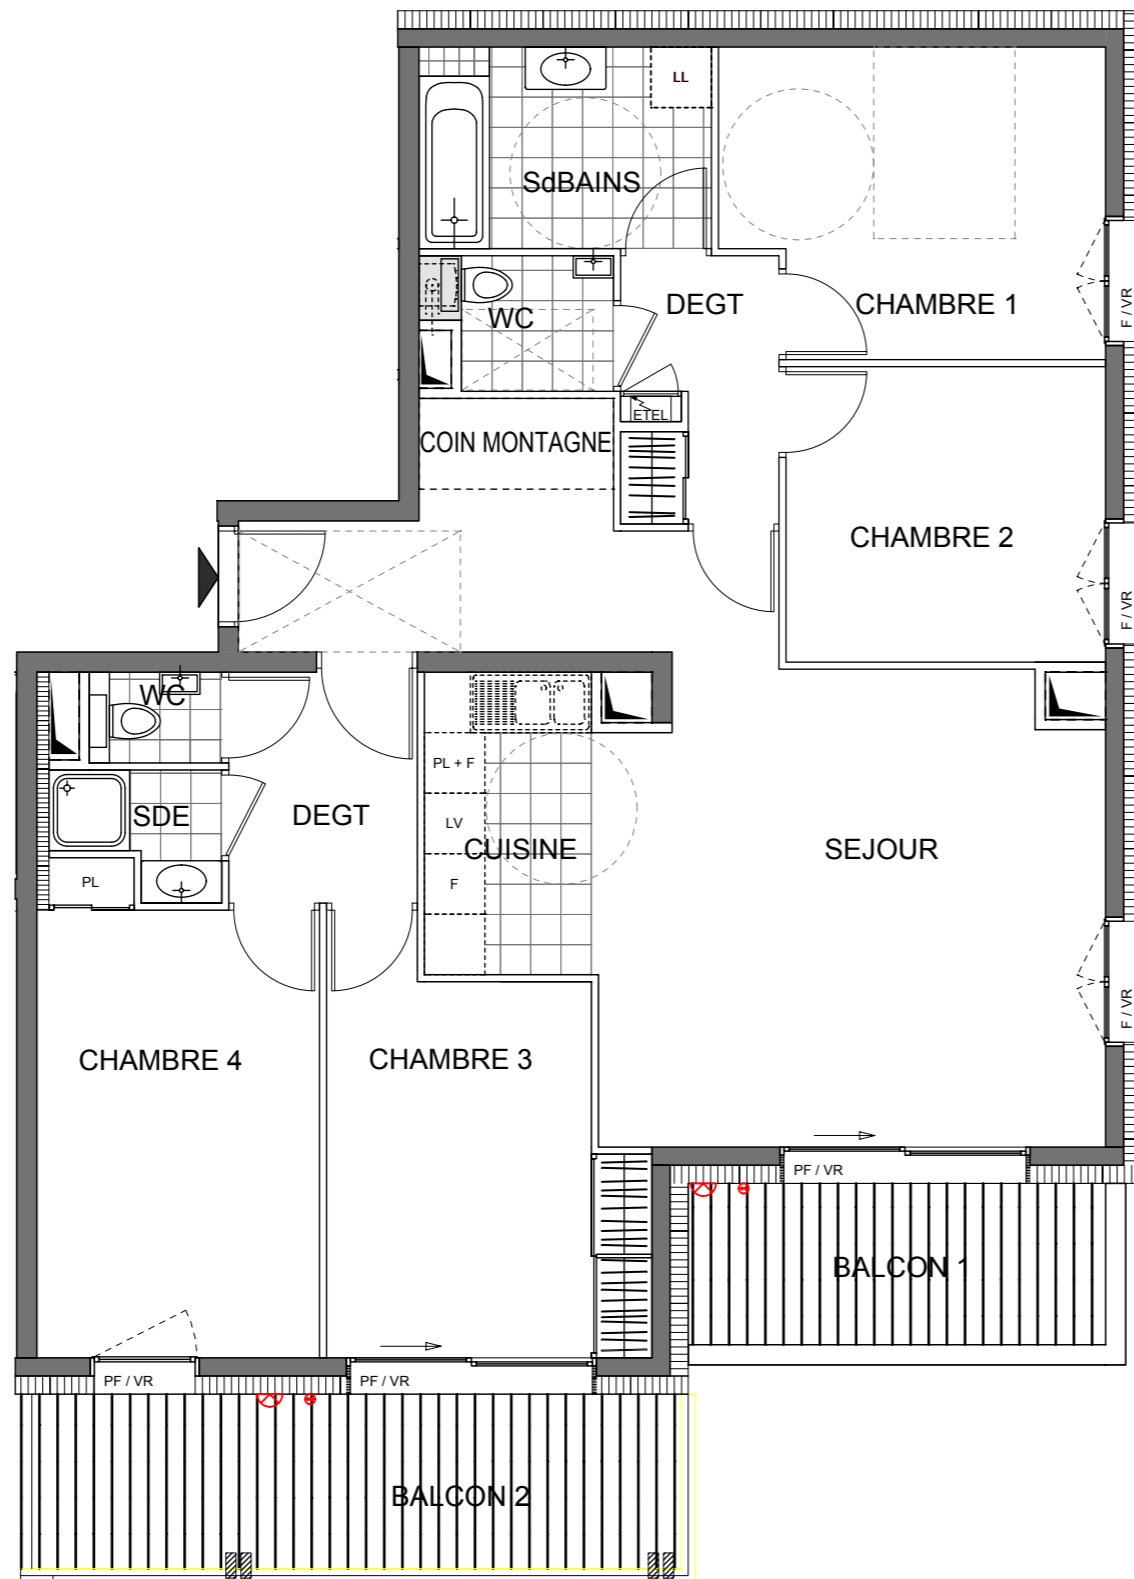 LL
SdBAINS
WC
DEGT
CHAMBRE 1
F / VR
ETEL
COIN MONTAGNE
CHAMBRE 2
F / VR
WC
PL + F
SDE
DEGT
LV
CUISINE
SEJOUR
PL
F
F / VR
CHAMBRE 4
CHAMBRE 3
PF / VR
BALCON 1
PF / VR
PF / VR
BALCON 2